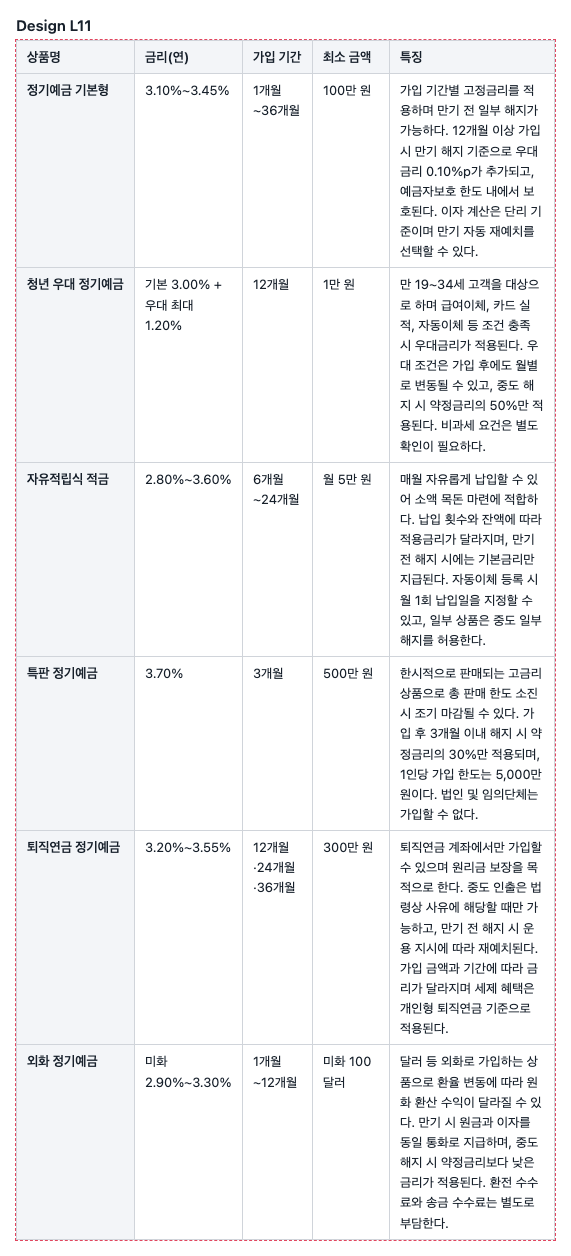 Design L11
상품명 금리(연) 가입 기간 최소 금액 특징
정기예금 기본형 3.10%~3.45% 1개월 100만 원 가입 기간별 고정금리를 적
~36개월 용하며 만기 전 일부 해지가
가능하다. 12개월 이상 가입
시 만기 해지 기준으로 우대
금리 0.10%p가 추가되고,
예금자보호 한도 내에서 보
호된다. 이자 계산은 단리 기
준이며 만기 자동 재예치를
선택할 수 있다.
청년 우대 정기예금 기본 3.00% + 12개월 1만 원 만 19~34세 고객을 대상으
우대 최대 로 하며 급여이체, 카드 실
1.20% 적, 자동이체 등 조건 충족
시 우대금리가 적용된다. 우
대 조건은 가입 후에도 월별
로 변동될 수 있고, 중도 해
지 시 약정금리의 50%만 적
용된다. 비과세 요건은 별도
확인이 필요하다.
자유적립식 적금 2.80%~3.60% 6개월 월 5만 원 매월 자유롭게 납입할 수 있
~24개월 어 소액 목돈 마련에 적합하
다. 납입 횟수와 잔액에 따라
적용금리가 달라지며, 만기
전 해지 시에는 기본금리만
지급된다. 자동이체 등록 시
월 1회 납입일을 지정할 수
있고, 일부 상품은 중도 일부
해지를 허용한다.
특판 정기예금 3.70% 3개월 500만 원 한시적으로 판매되는 고금리
상품으로 총 판매 한도 소진
시 조기 마감될 수 있다. 가
입 후 3개월 이내 해지 시 약
정금리의 30%만 적용되며,
1인당 가입 한도는 5,000만
원이다. 법인 및 임의단체는
가입할 수 없다.
퇴직연금 정기예금 3.20%~3.55% 12개월 300만 원 퇴직연금 계좌에서만 가입할
·24개월 수 있으며 원리금 보장을 목
·36개월 적으로 한다. 중도 인출은 법
령상 사유에 해당할 때만 가
능하고, 만기 전 해지 시 운
용 지시에 따라 재예치된다.
가입 금액과 기간에 따라 금
리가 달라지며 세제 혜택은
개인형 퇴직연금 기준으로
적용된다.
외화 정기예금 미화 1개월 미화 100 달러 등 외화로 가입하는 상
2.90%~3.30% ~12개월 달러 품으로 환율 변동에 따라 원
화 환산 수익이 달라질 수 있
다. 만기 시 원금과 이자를
동일 통화로 지급하며, 중도
해지 시 약정금리보다 낮은
금리가 적용된다. 환전 수수
료와 송금 수수료는 별도로
부담한다.